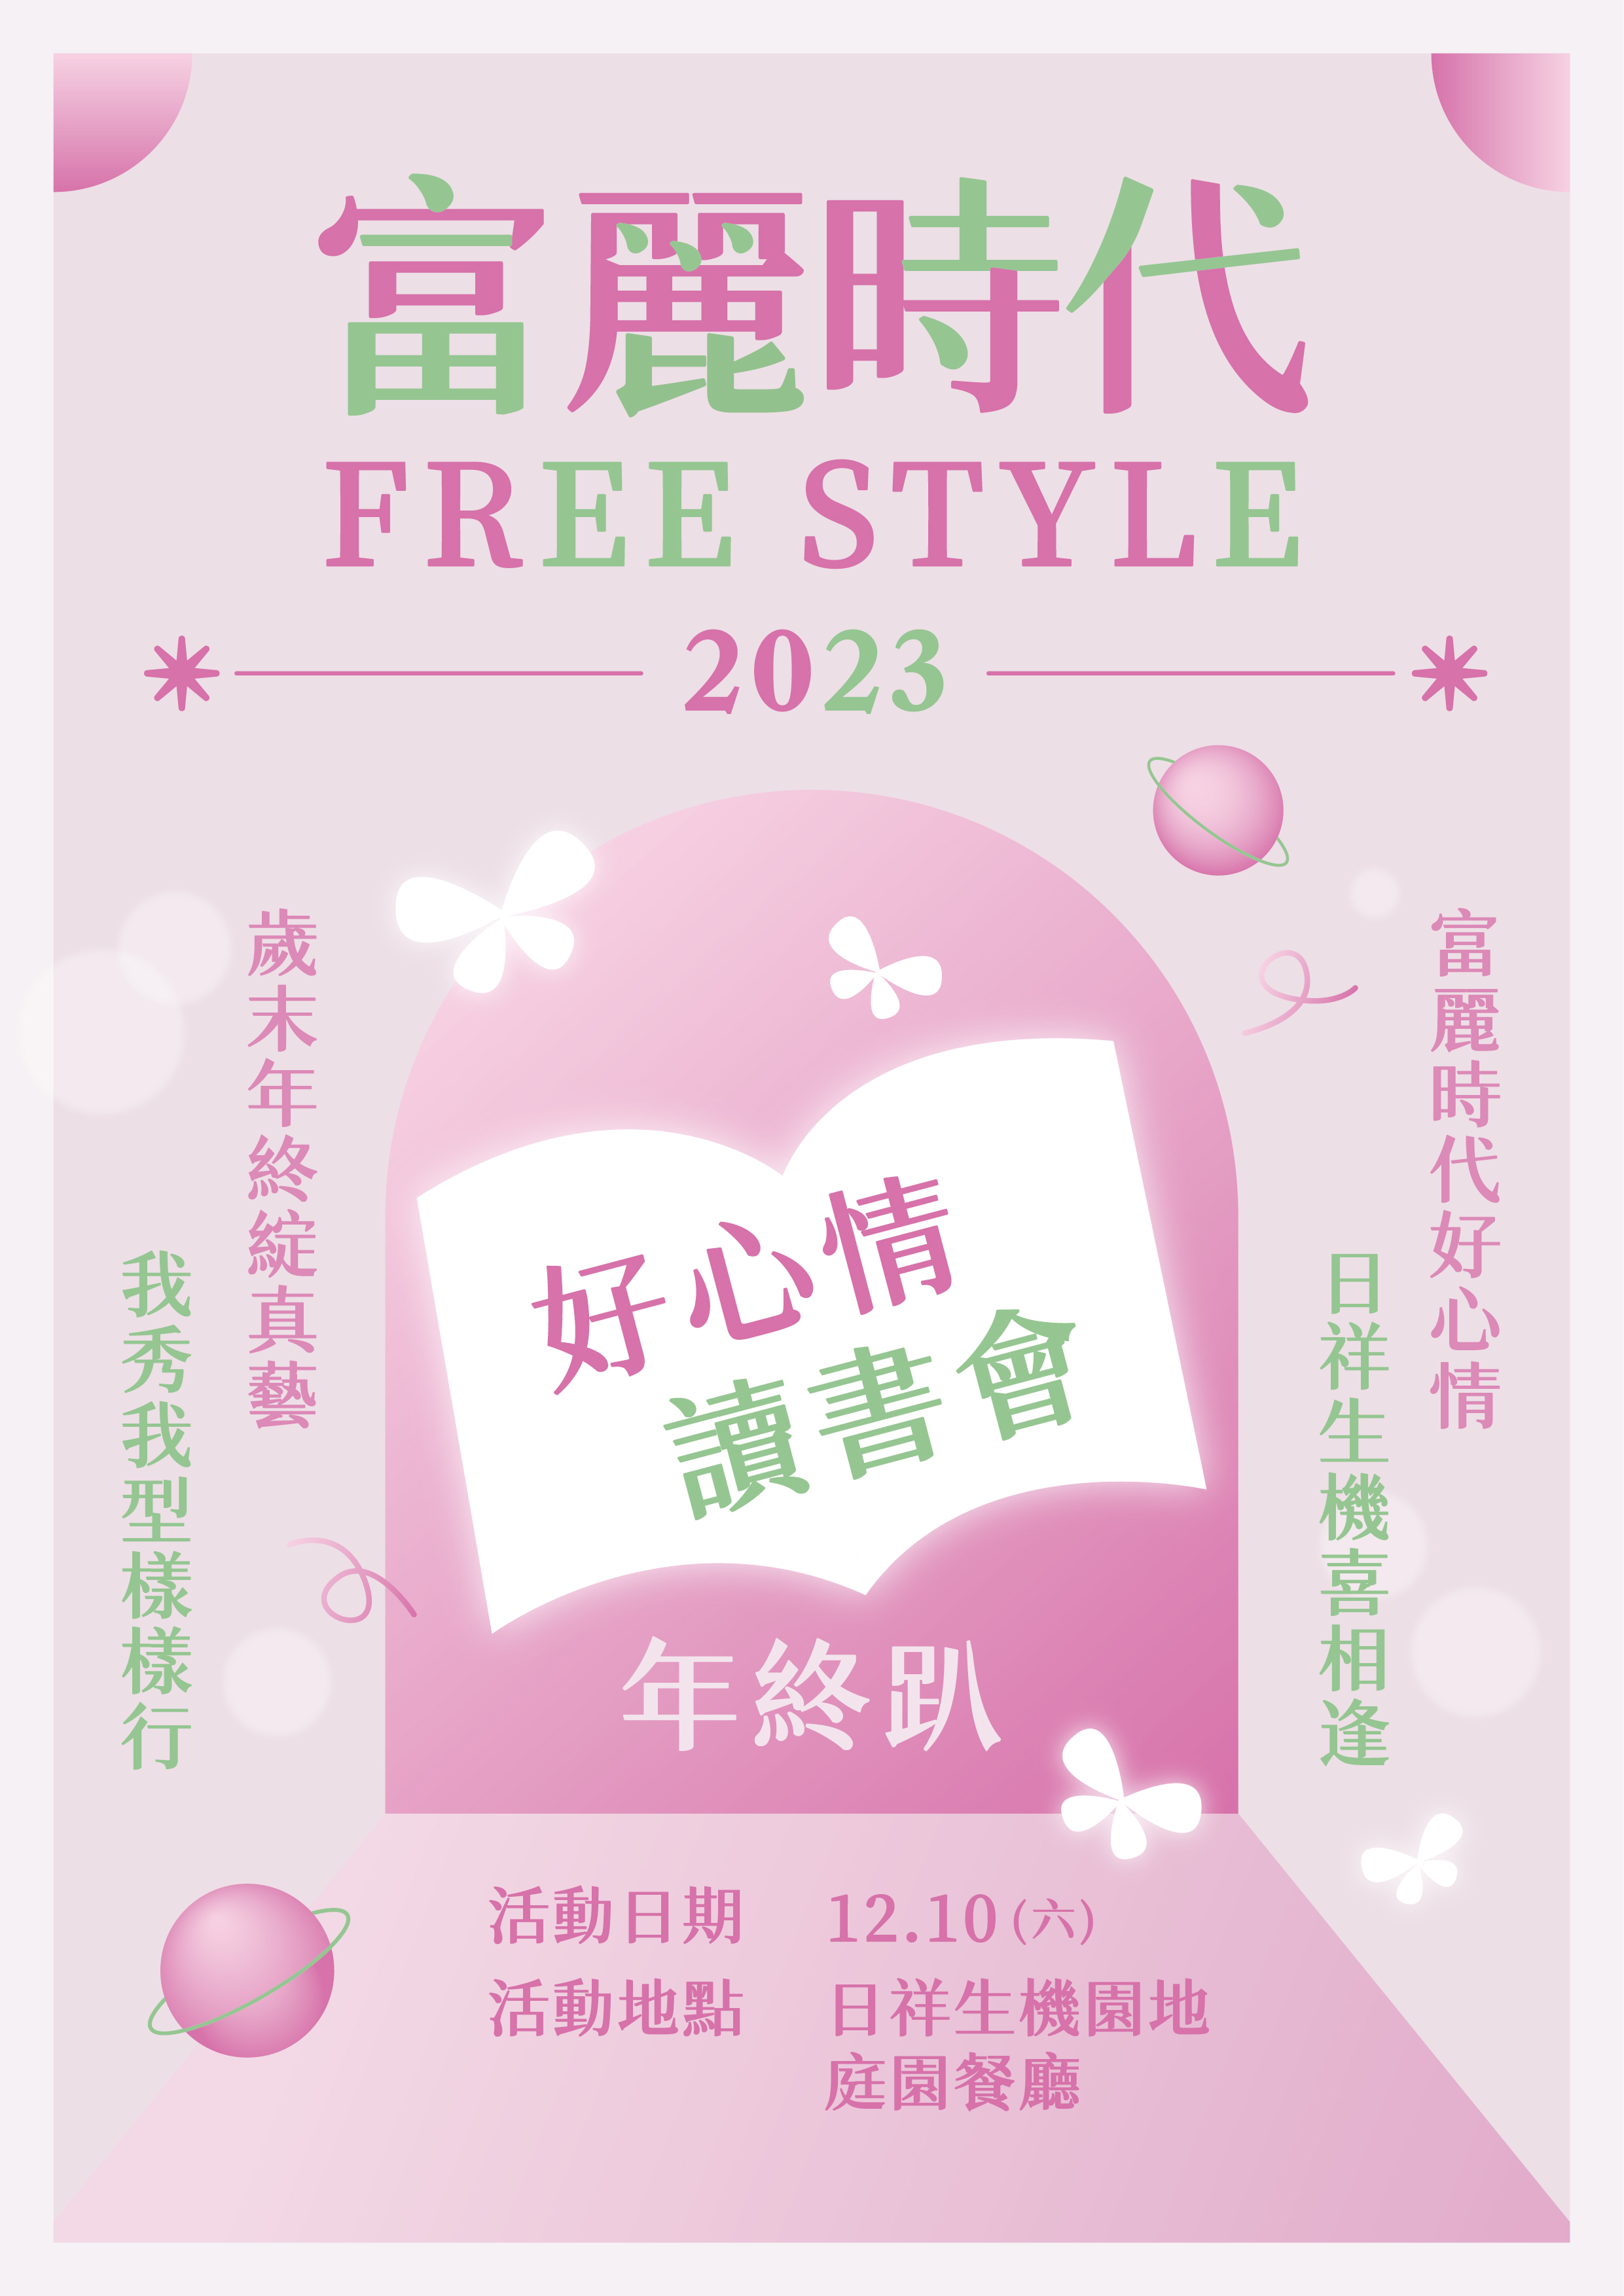 富麗時代
FREE STYLE
2023
富麗時代好心情
日祥生機喜相逢
歲末年終綻真藝
我秀我型樣樣行
好心情
讀書會
年終趴
活動日期 12.10(六)
活動地點 日祥生機園地
庭園餐廳